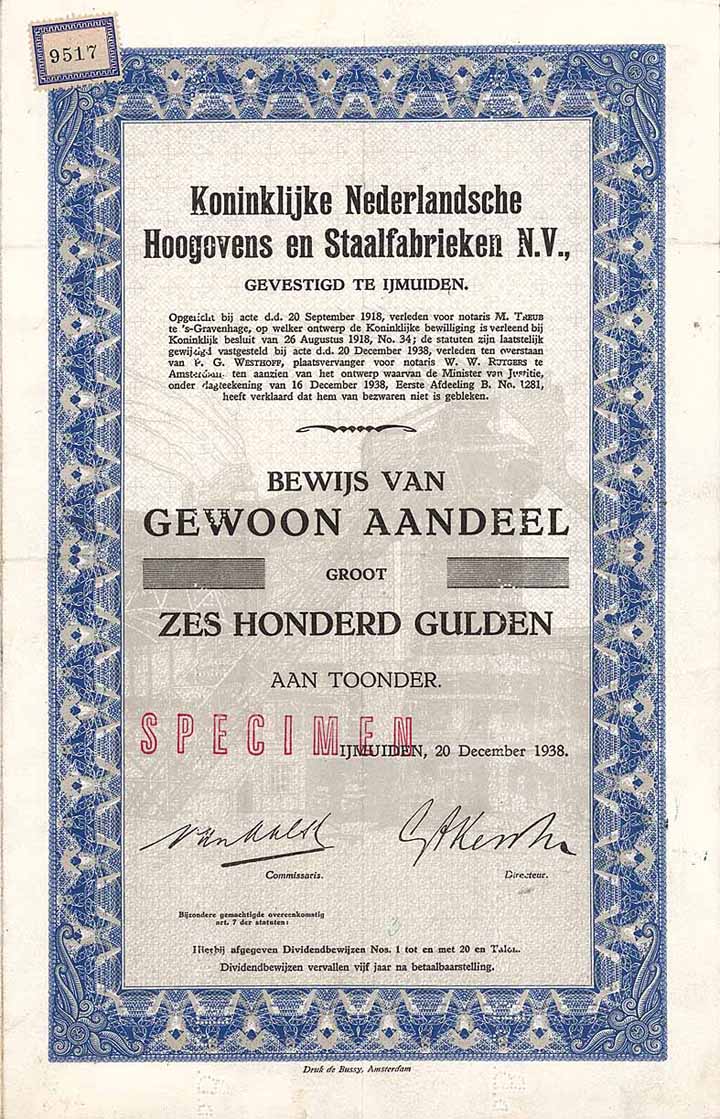 9517
Koninklijke Nederlandsche
Hoogovens en Staalfabrieken N.V.,
GEVESTIGD TE IJMUIDEN.
Opgericht bij acte d.d. 20 September 1918, verleden voor notaris M. TREUB
te 's-Gravenhage, op welker ontwerp de Koninklijke bewilliging is verleend bij
Koninklijk besluit van 26 Augustus 1918, No. 34; de statuten zijn laatstelijk
gewijzigd vastgesteld bij acte d.d. 20 December 1938, verleden ten overstaan
van P. G. WESTHOFF, plaatsvervanger voor notaris W. W. RUTGERS te
Amsterdam, ten aanzien van het ontwerp waarvan de Minister van Justitie,
onder dagteekening van 16 December 1938, Eerste Afdeeling B. No. 1281,
heeft verklaard dat hem van bezwaren niet is gebleken.
BEWIJS VAN
GEWOON AANDEEL
GROOT
ZES HONDERD GULDEN
AAN TOONDER.
SPECIMEN
IJMUIDEN, 20 December 1938.
Commissaris.
Directeur.
Bijzondere gemachtigde overeenkomstig
art. 7 der statuten:
Hierbij afgegeven Dividendbewijzen Nos. 1 tot en met 20 en Talon.
Dividendbewijzen vervallen vijf jaar na betaalbaarstelling.
Druk de Bussy, Amsterdam